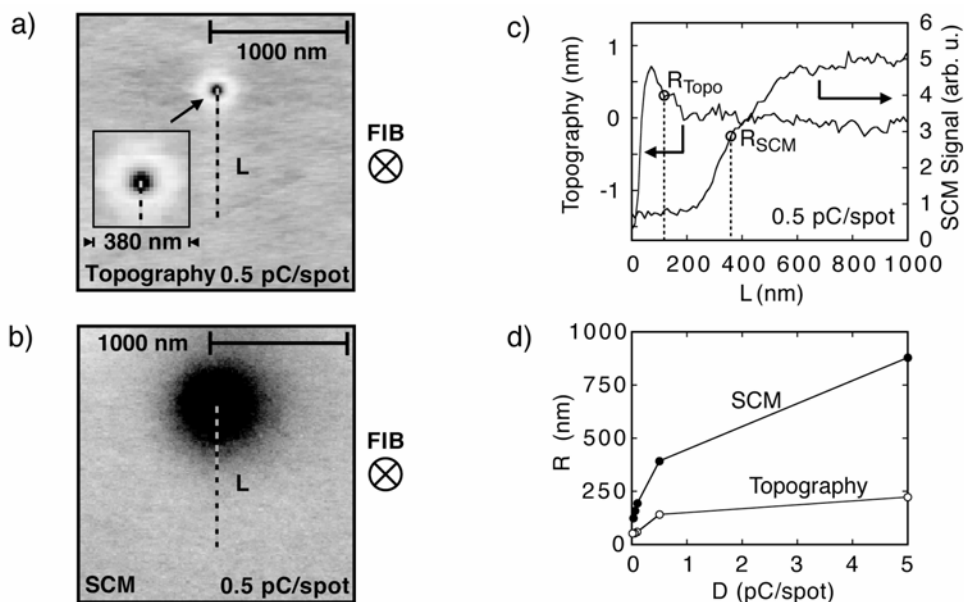 a)
1000 nm
FIB
L
380 nm
Topography 0.5 pC/spot
b)
1000 nm
FIB
L
SCM 0.5 pC/spot
c)
Topography (nm)
1
0
-1
R_Topo
R_SCM
0.5 pC/spot
6
5
4
3
2
1
0
SCM Signal (arb. u.)
0 200 400 600 800 1000
L (nm)
d)
R (nm)
1000
750
500
250
0
SCM
Topography
0 1 2 3 4 5
D (pC/spot)